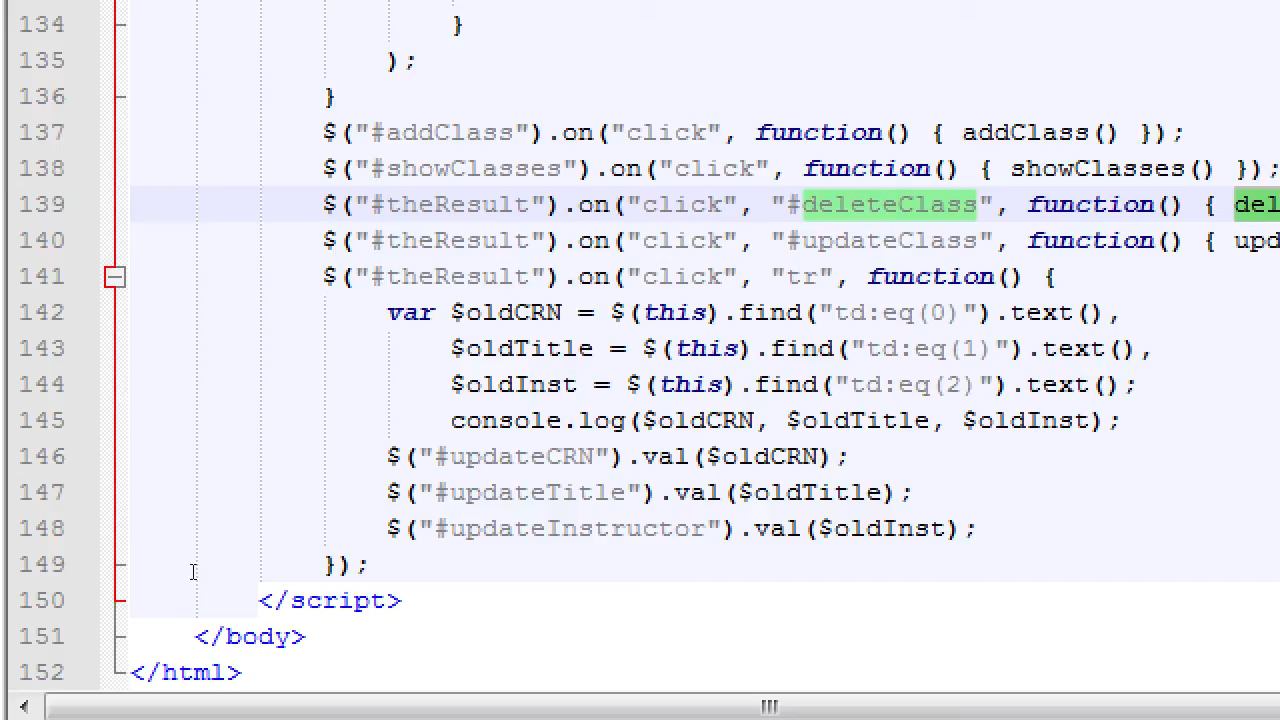 134 }
135 );
136 }
137 $("#addClass").on("click", function() { addClass() });
138 $("#showClasses").on("click", function() { showClasses() });
139 $("#theResult").on("click", "#deleteClass", function() { del
140 $("#theResult").on("click", "#updateClass", function() { upd
141 $("#theResult").on("click", "tr", function() {
142 var $oldCRN = $(this).find("td:eq(0)").text(),
143 $oldTitle = $(this).find("td:eq(1)").text(),
144 $oldInst = $(this).find("td:eq(2)").text();
145 console.log($oldCRN, $oldTitle, $oldInst);
146 $("#updateCRN").val($oldCRN);
147 $("#updateTitle").val($oldTitle);
148 $("#updateInstructor").val($oldInst);
149 });
150 </script>
151 </body>
152 </html>